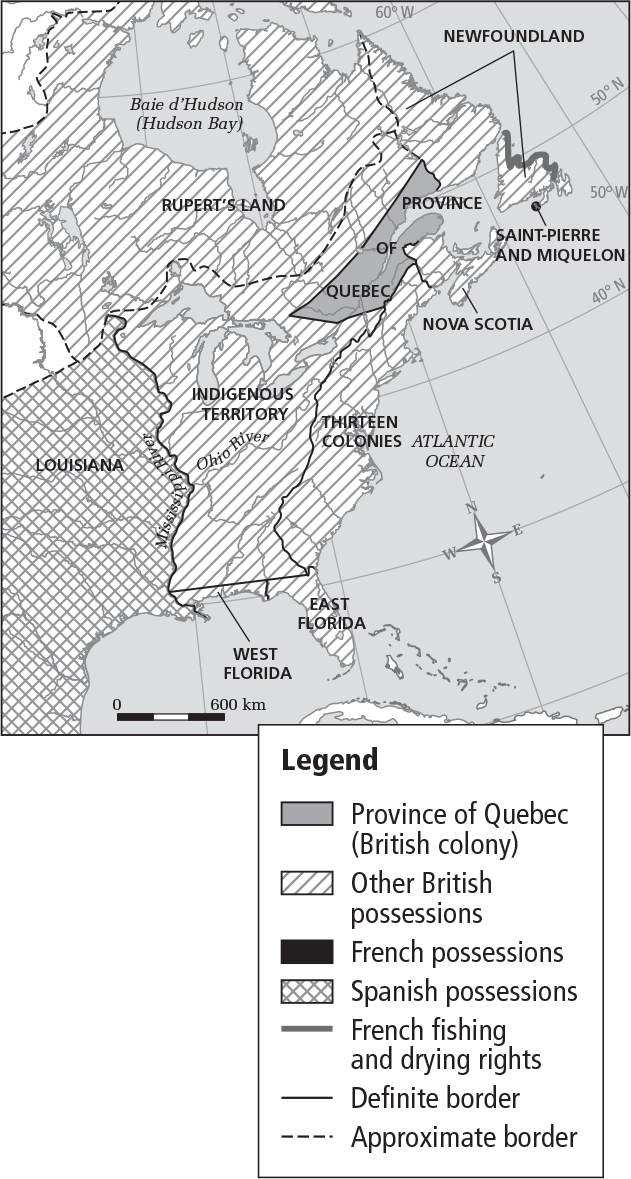 60° W
NEWFOUNDLAND
50° N
Baie d'Hudson
(Hudson Bay)
50° W
RUPERT'S LAND
PROVINCE
OF
QUEBEC
SAINT-PIERRE
AND MIQUELON
40° N
NOVA SCOTIA
INDIGENOUS
TERRITORY
THIRTEEN
COLONIES
ATLANTIC
OCEAN
Ohio River
LOUISIANA
Mississippi River
N
E
W
S
EAST
FLORIDA
WEST
FLORIDA
0 600 km
Legend
Province of Quebec
(British colony)
Other British
possessions
French possessions
Spanish possessions
French fishing
and drying rights
Definite border
Approximate border